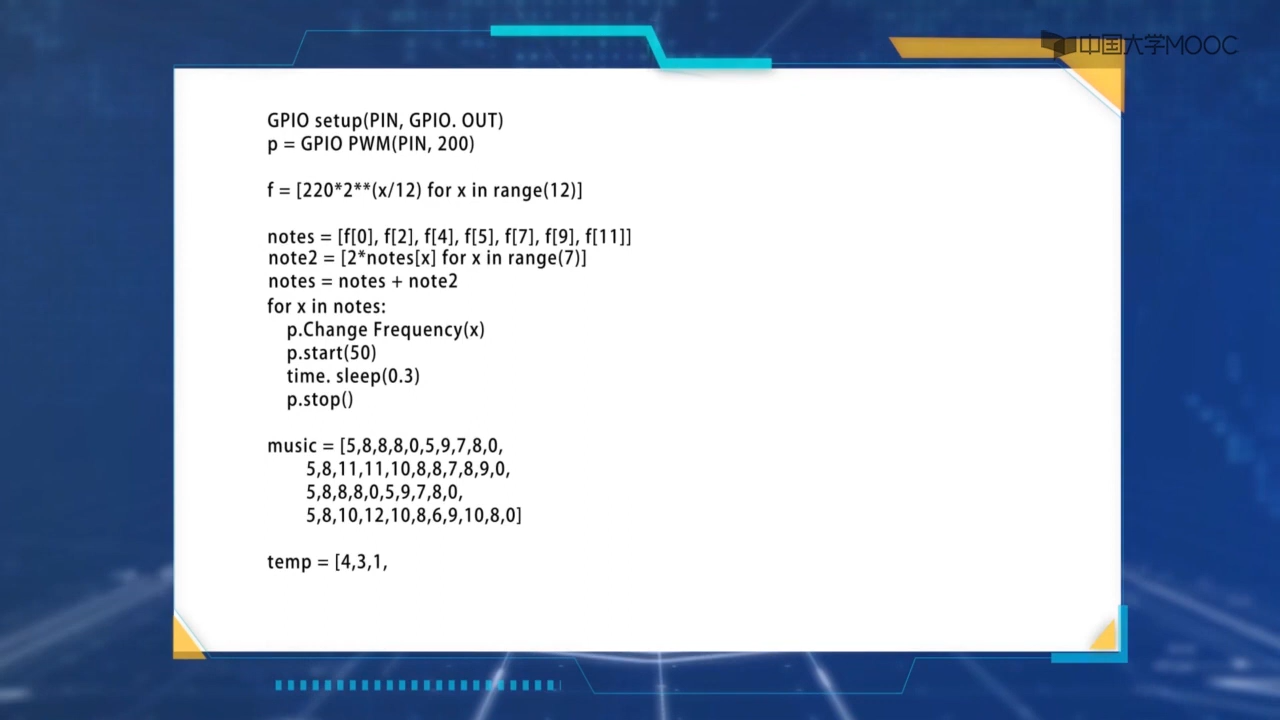 中国大学MOOC
GPIO setup(PIN, GPIO. OUT)
p = GPIO PWM(PIN, 200)
f = [220*2**(x/12) for x in range(12)]
notes = [f[0], f[2], f[4], f[5], f[7], f[9], f[11]]
note2 = [2*notes[x] for x in range(7)]
notes = notes + note2
for x in notes:
p.Change Frequency(x)
p.start(50)
time. sleep(0.3)
p.stop()
music = [5,8,8,8,0,5,9,7,8,0,
5,8,11,11,10,8,8,7,8,9,0,
5,8,8,8,0,5,9,7,8,0,
5,8,10,12,10,8,6,9,10,8,0]
temp = [4,3,1,